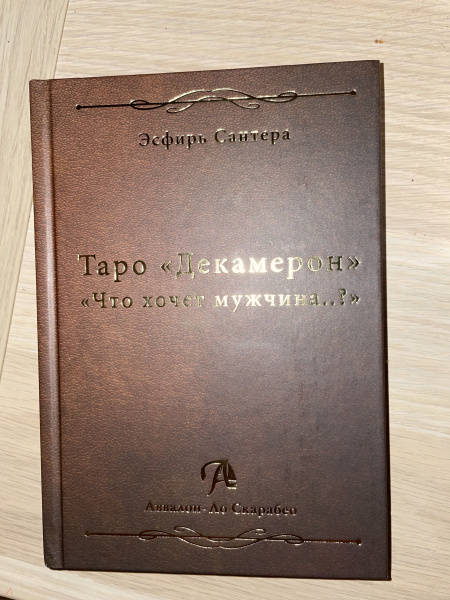 Эсфирь Сантера
Таро «Декамерон»
«Что хочет мужчина..?»
Аввалон-Ло Скарабео